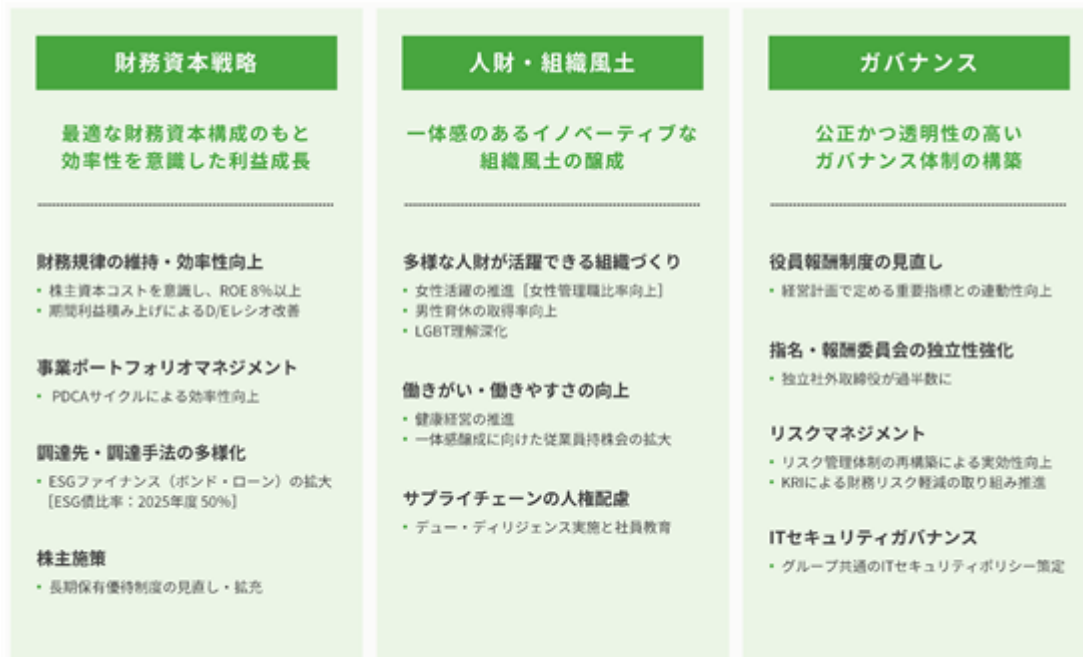 財務資本戦略
最適な財務資本構成のもと
効率性を意識した利益成長
財務規律の維持・効率性向上
• 株主資本コストを意識し、ROE 8%以上
• 期間利益積み上げによるD/Eレシオ改善
事業ポートフォリオマネジメント
• PDCAサイクルによる効率性向上
調達先・調達手法の多様化
• ESGファイナンス（ボンド・ローン）の拡大
［ESG債比率：2025年度 50%］
株主施策
• 長期保有優待制度の見直し・拡充
人財・組織風土
一体感のあるイノベーティブな
組織風土の醸成
多様な人財が活躍できる組織づくり
• 女性活躍の推進［女性管理職比率向上］
• 男性育休の取得率向上
• LGBT理解深化
働きがい・働きやすさの向上
• 健康経営の推進
• 一体感醸成に向けた従業員持株会の拡大
サプライチェーンの人権配慮
• デュー・ディリジェンス実施と社員教育
ガバナンス
公正かつ透明性の高い
ガバナンス体制の構築
役員報酬制度の見直し
• 経営計画で定める重要指標との連動性向上
指名・報酬委員会の独立性強化
• 独立社外取締役が過半数に
リスクマネジメント
• リスク管理体制の再構築による実効性向上
• KRIによる財務リスク軽減の取り組み推進
ITセキュリティガバナンス
• グループ共通のITセキュリティポリシー策定